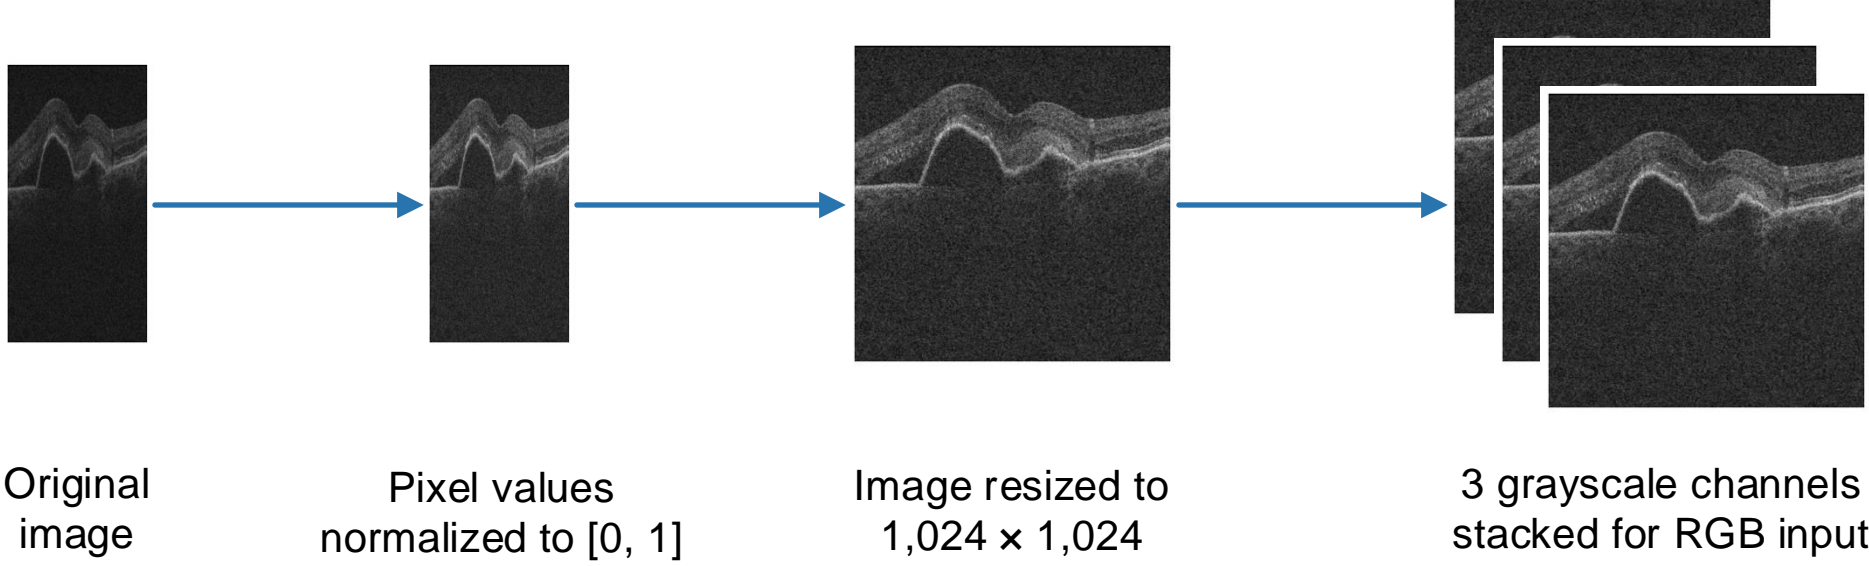 Original
image
Pixel values
normalized to [0, 1]
Image resized to
1,024 × 1,024
3 grayscale channels
stacked for RGB input